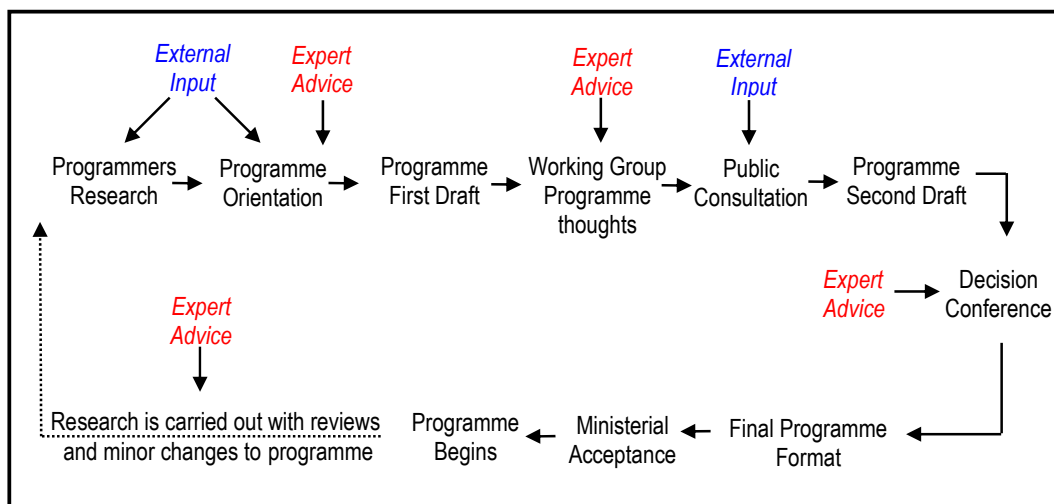 External
Input
Expert
Advice
Expert
Advice
External
Input
Programmers
Research
Programme
Orientation
Programme
First Draft
Working Group
Programme
thoughts
Public
Consultation
Programme
Second Draft
Expert
Advice
Decision
Conference
Expert
Advice
Research is carried out with reviews
and minor changes to programme
Programme
Begins
Ministerial
Acceptance
Final Programme
Format